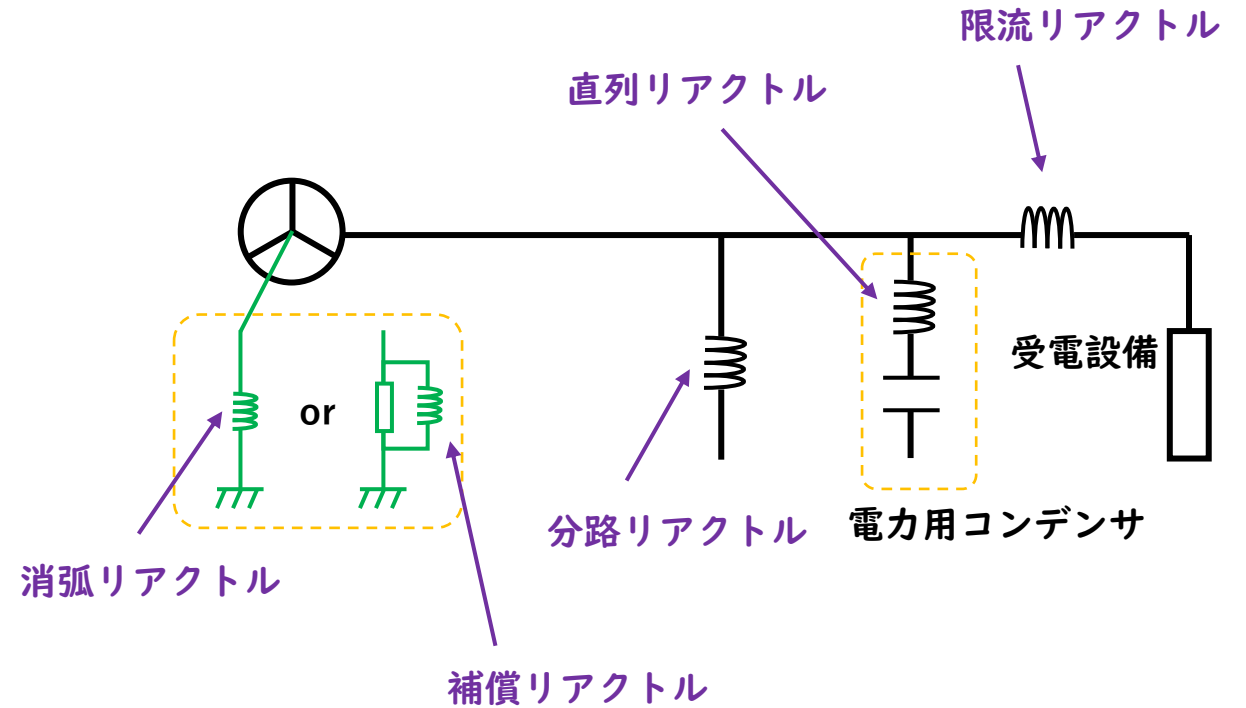 限流リアクトル
直列リアクトル
受電設備
or
分路リアクトル
電力用コンデンサ
消弧リアクトル
補償リアクトル